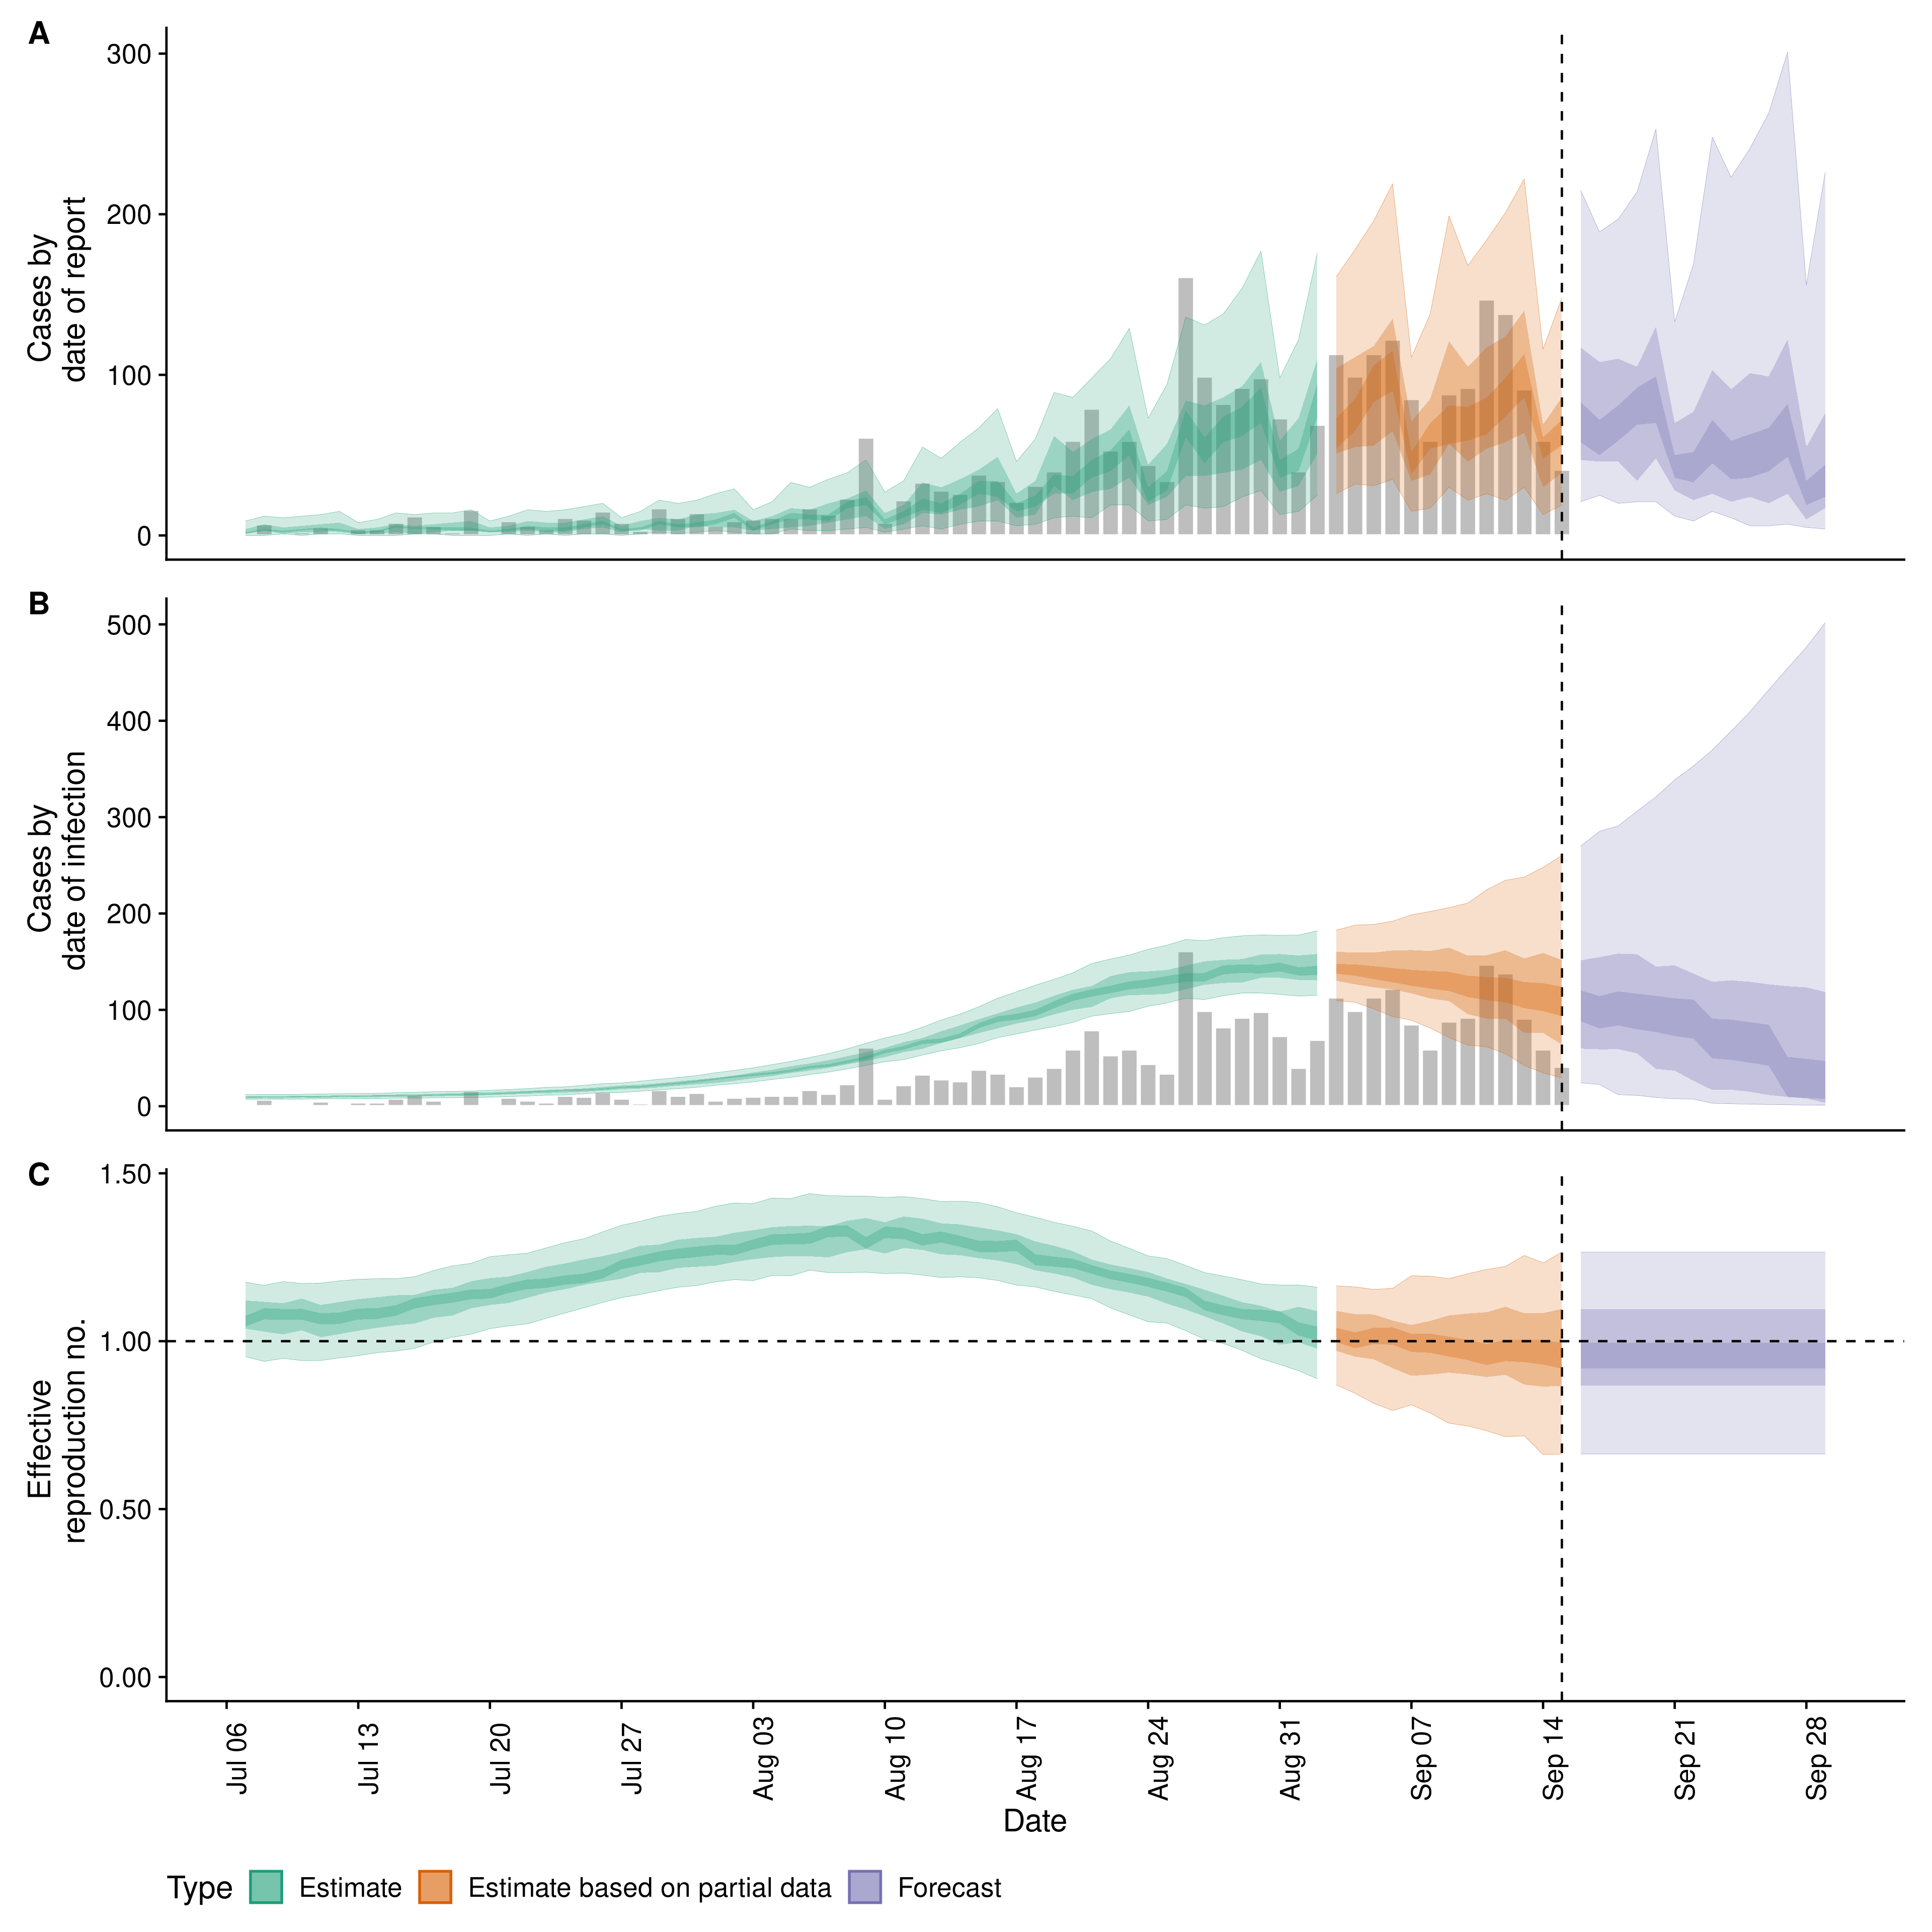 A
300
200
100
0
Cases by
date of report
B
500
400
300
200
100
0
Cases by
date of infection
C
1.50
1.00
0.50
0.00
Effective
reproduction no.
Jul 06
Jul 13
Jul 20
Jul 27
Aug 03
Aug 10
Aug 17
Aug 24
Aug 31
Sep 07
Sep 14
Sep 21
Sep 28
Date
Type Estimate Estimate based on partial data Forecast